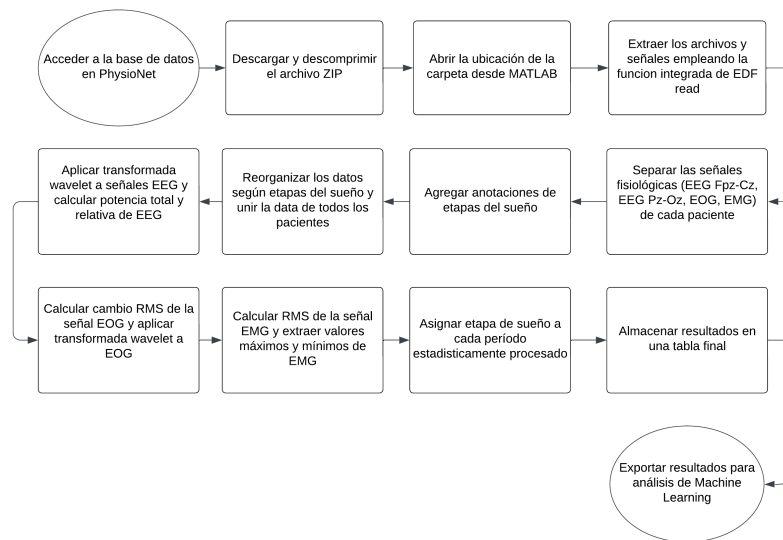 Acceder a la base de datos
en PhysioNet
Descargar y descomprimir
el archivo ZIP
Abrir la ubicación de la
carpeta desde MATLAB
Extraer los archivos y
señales empleando la
funcion integrada de EDF
read
Separar las señales
fisiológicas (EEG Fpz-Cz,
EEG Pz-Oz, EOG, EMG)
de cada paciente
Agregar anotaciones de
etapas del sueño
Reorganizar los datos
según etapas del sueño y
unir la data de todos los
pacientes
Aplicar transformada
wavelet a señales EEG y
calcular potencia total y
relativa de EEG
Calcular cambio RMS de la
señal EOG y aplicar
transformada wavelet a
EOG
Calcular RMS de la señal
EMG y extraer valores
máximos y mínimos de
EMG
Asignar etapa de sueño a
cada período
estadisticamente procesado
Almacenar resultados en
una tabla final
Exportar resultados para
análisis de Machine
Learning